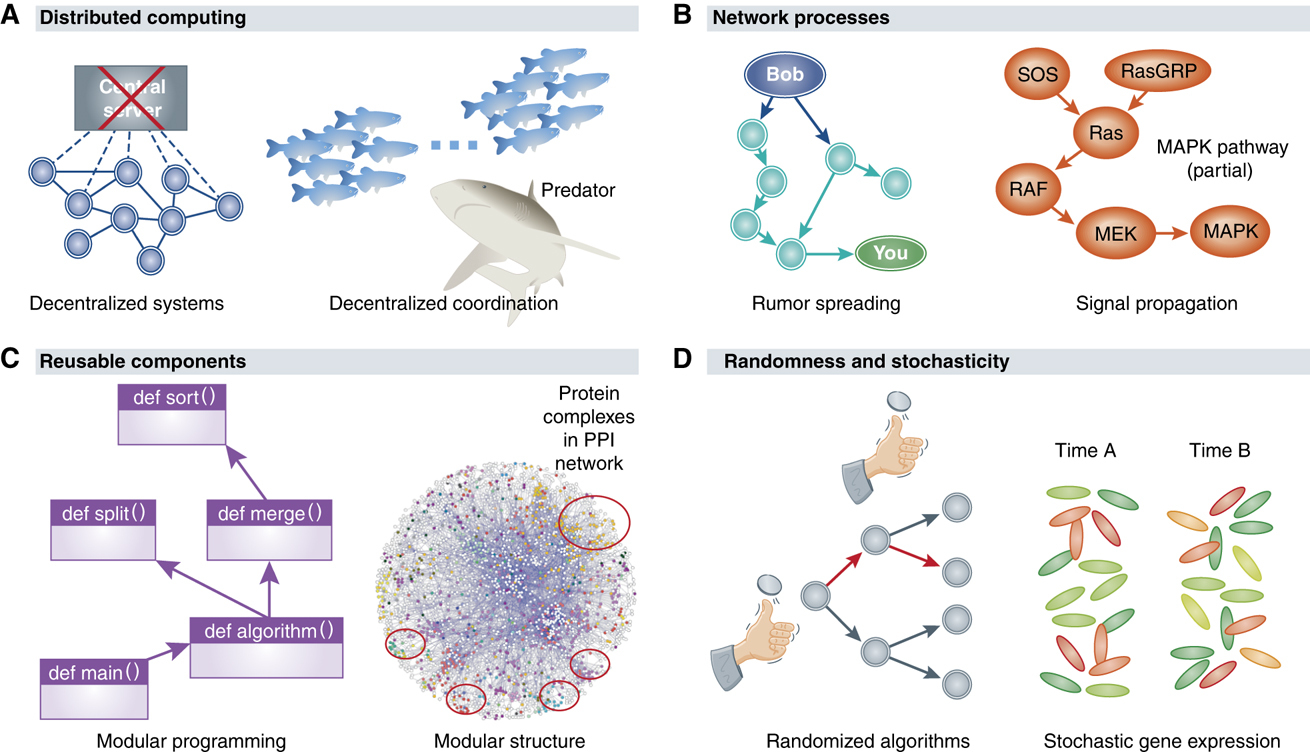 A Distributed computing
Central
server
Predator
Decentralized systems
Decentralized coordination
B Network processes
Bob
You
Rumor spreading
SOS
RasGRP
Ras
MAPK pathway
(partial)
RAF
MEK
MAPK
Signal propagation
C Reusable components
def sort()
def split()
def merge()
def algorithm()
def main()
Modular programming
Protein
complexes
in PPI
network
Modular structure
D Randomness and stochasticity
Randomized algorithms
Time A
Time B
Stochastic gene expression